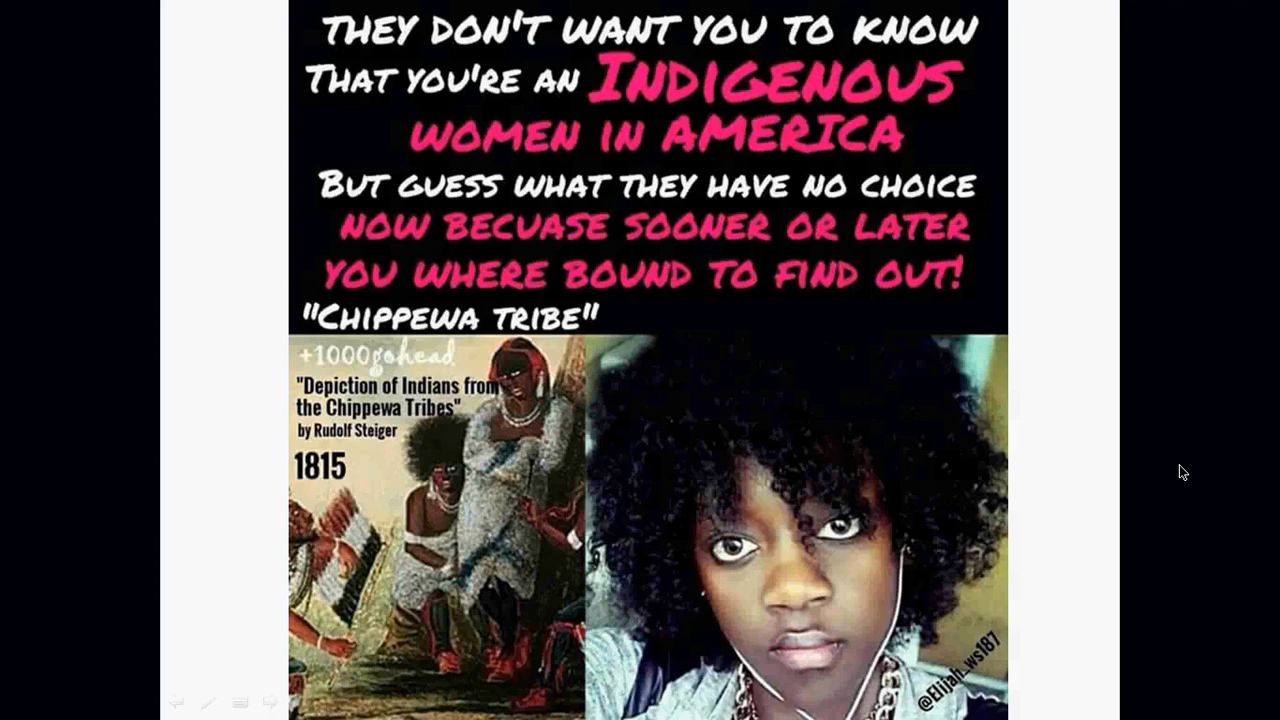 THEY DON'T WANT YOU TO KNOW
THAT YOU'RE AN INDIGENOUS
WOMEN IN AMERICA
BUT GUESS WHAT THEY HAVE NO CHOICE
NOW BECUASE SOONER OR LATER
YOU WHERE BOUND TO FIND OUT!
"CHIPPEWA TRIBE"
+1000gohead
"Depiction of Indians from
the Chippewa Tribes"
by Rudolf Steiger
1815
@Elijah_ws187